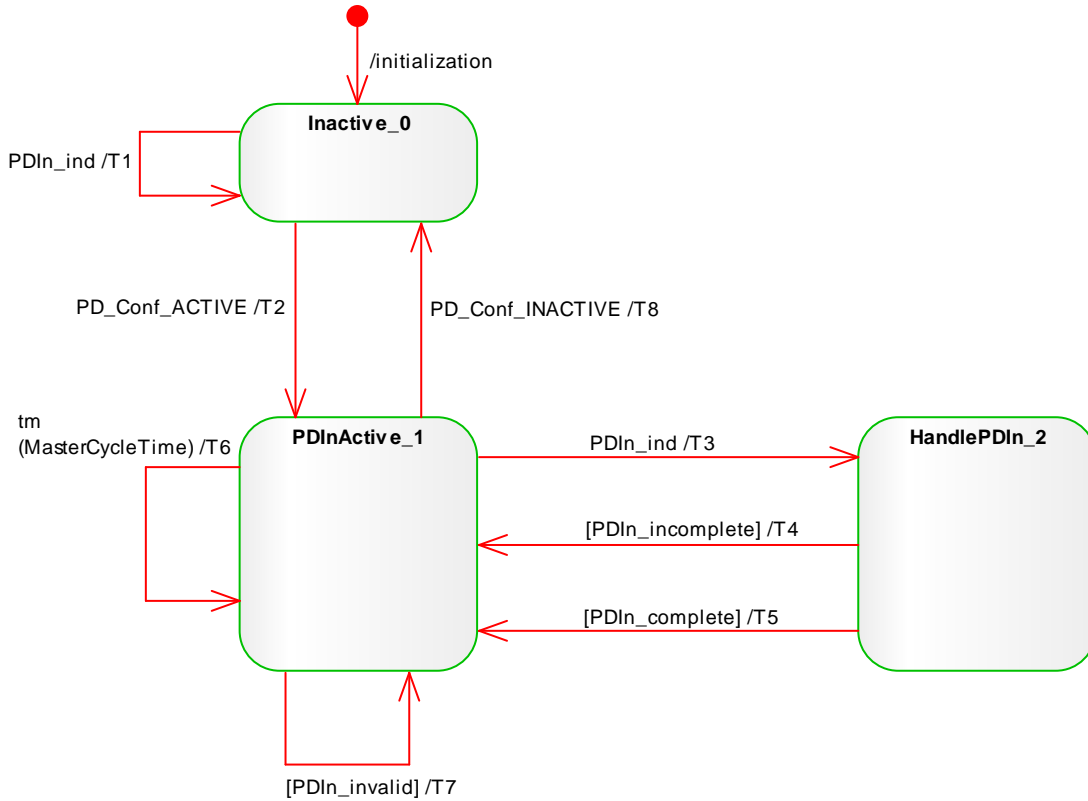 /initialization
Inactive_0
PDIn_ind /T1
PD_Conf_ACTIVE /T2
PD_Conf_INACTIVE /T8
tm
(MasterCycleTime) /T6
PDInActive_1
PDIn_ind /T3
HandlePDIn_2
[PDIn_incomplete] /T4
[PDIn_complete] /T5
[PDIn_invalid] /T7